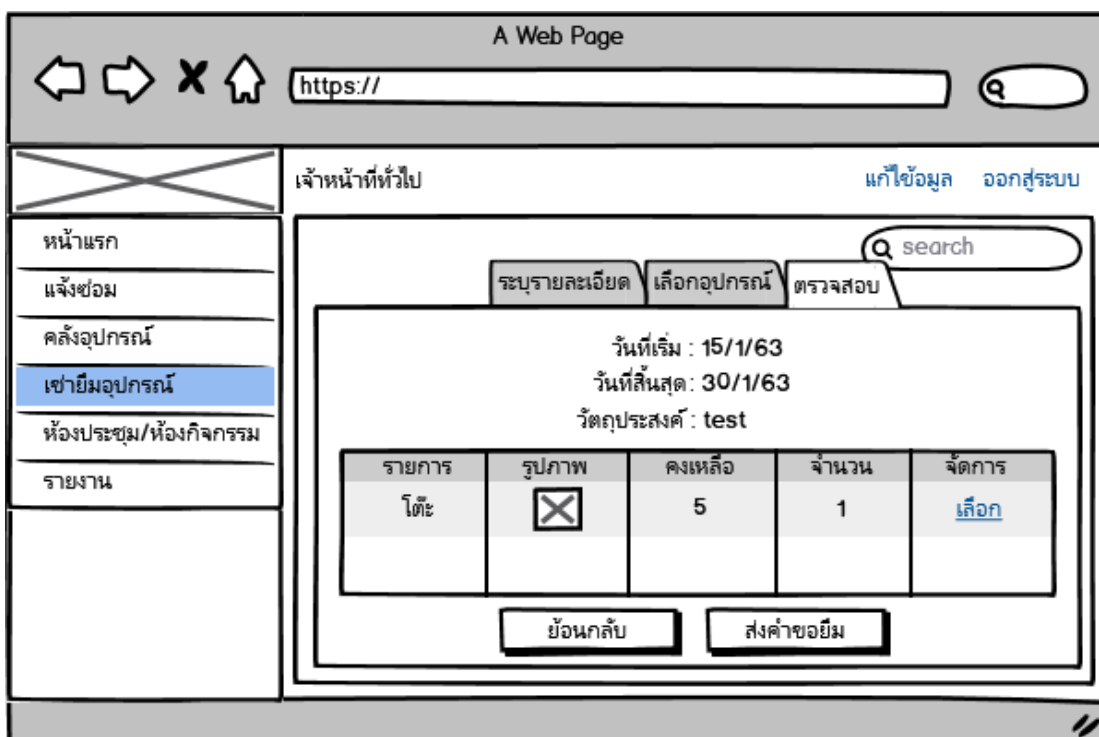 A Web Page
https://
เจ้าหน้าที่ทั่วไป
แก้ไข้อมูล ออกสู่ระบบ
หน้าแรก
แจ้งซ่อม
คลังอุปกรณ์
เช่ายืมอุปกรณ์
ห้องประชุม/ห้องกิจกรรม
รายงาน
search
ระบุรายละเอียด เลือกอุปกรณ์ ตรวจสอบ
วันที่เริ่ม : 15/1/63
วันที่สิ้นสุด : 30/1/63
วัตถุประสงค์ : test
รายการ รูปภาพ คงเหลือ จำนวน จัดการ
โต๊ะ 5 1 เลือก
ย้อนกลับ ส่งคำขอยืม